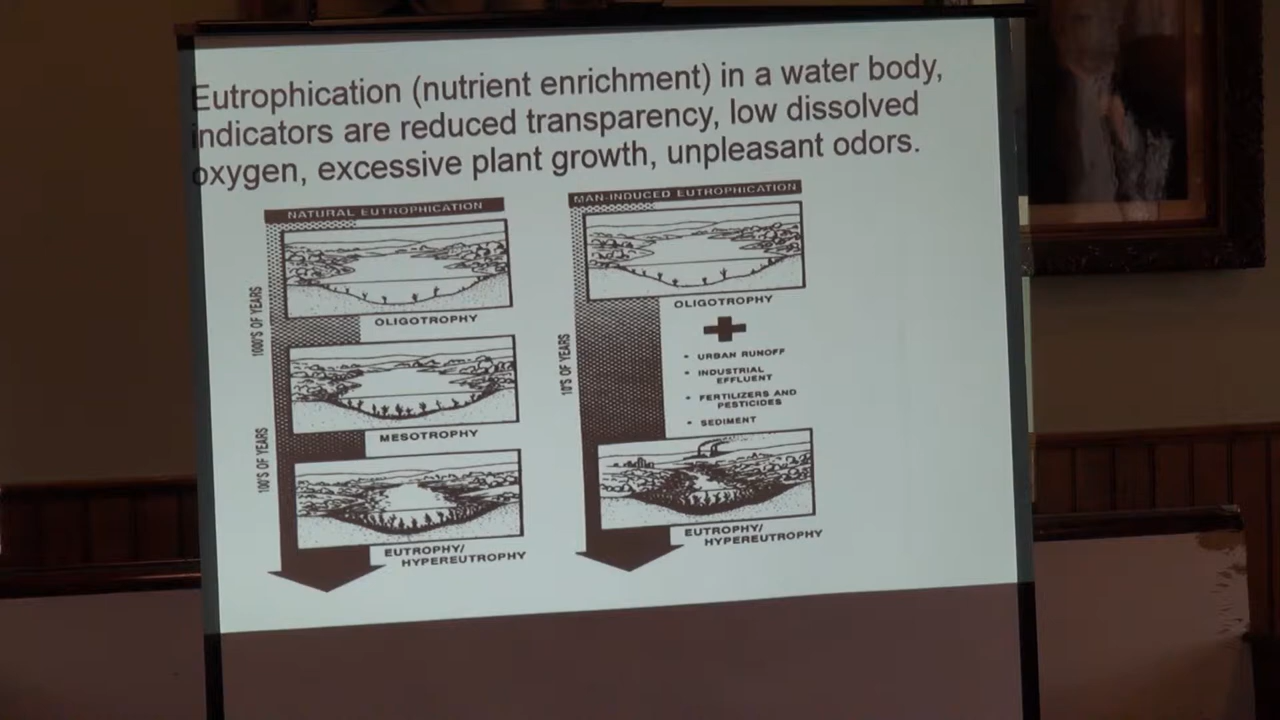 Eutrophication (nutrient enrichment) in a water body,
indicators are reduced transparency, low dissolved
oxygen, excessive plant growth, unpleasant odors.
NATURAL EUTROPHICATION
1000'S OF YEARS
OLIGOTROPHY
MESOTROPHY
100'S OF YEARS
EUTROPHY/
HYPEREUTROPHY
MAN-INDUCED EUTROPHICATION
OLIGOTROPHY
10'S OF YEARS
• URBAN RUNOFF
• INDUSTRIAL
EFFLUENT
• FERTILIZERS AND
PESTICIDES
• SEDIMENT
EUTROPHY/
HYPEREUTROPHY